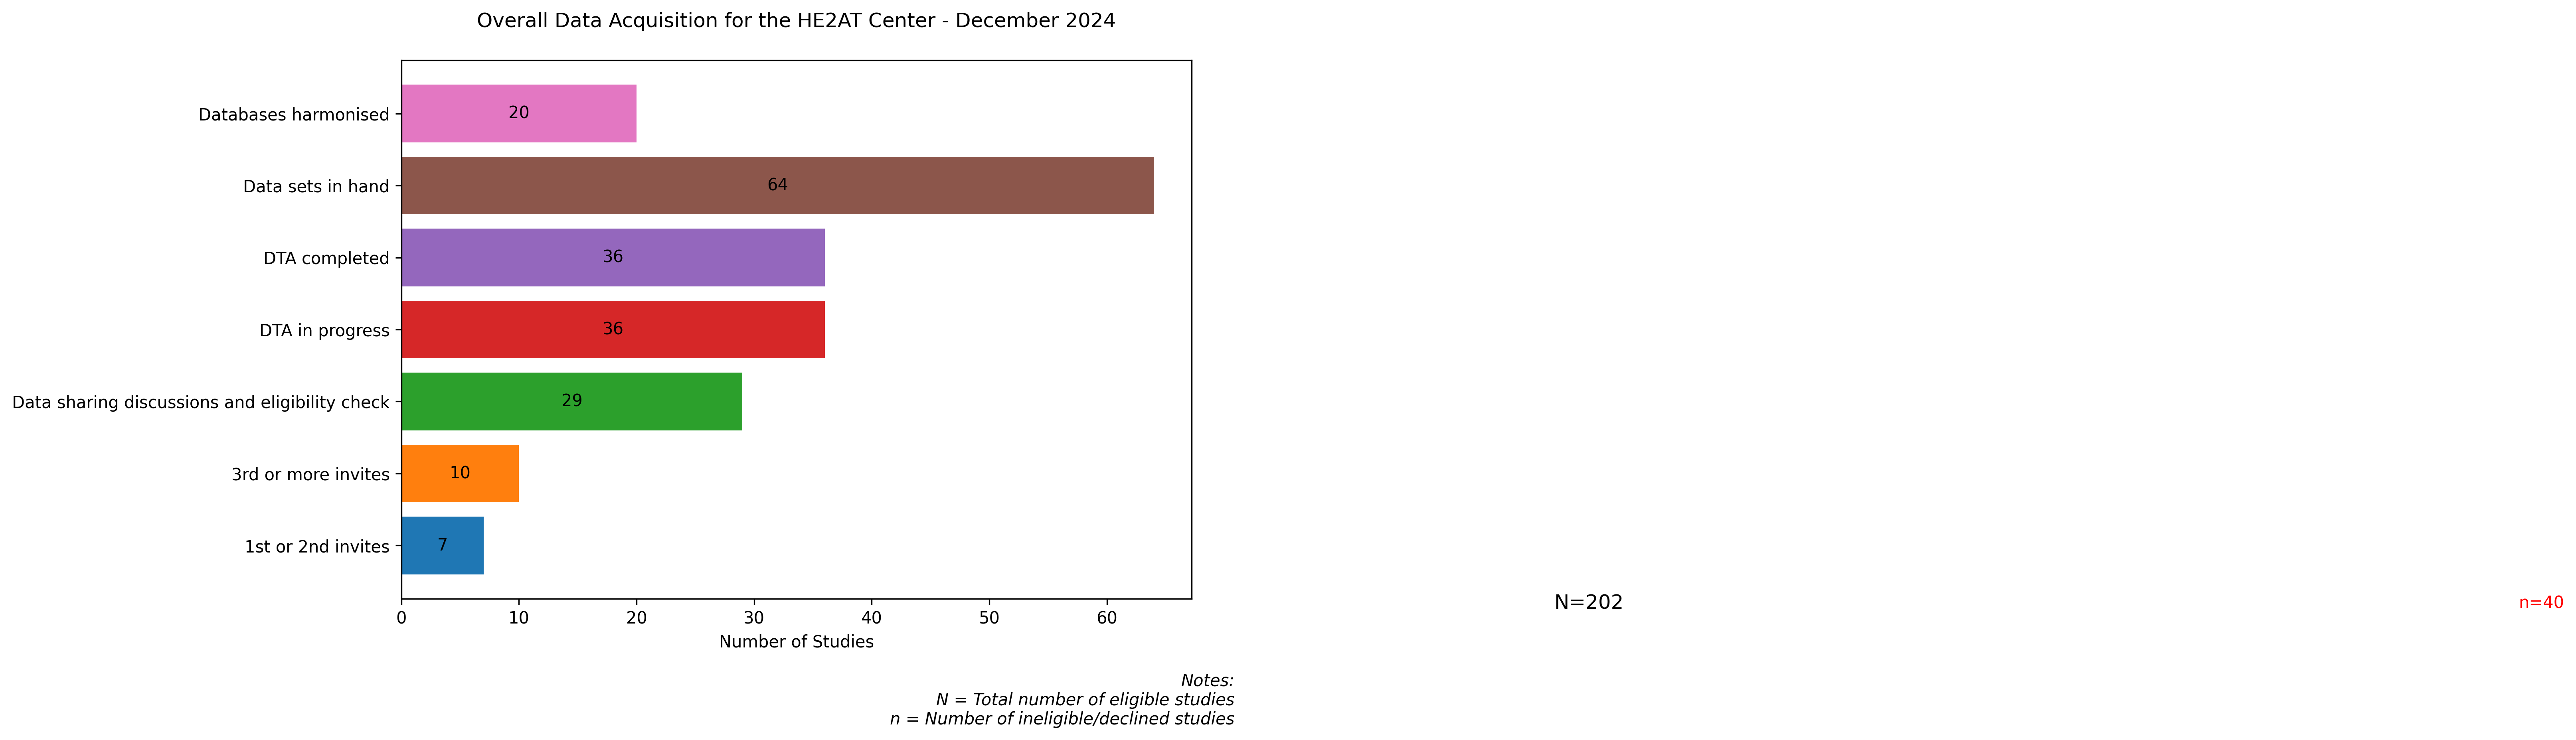 Overall Data Acquisition for the HE2AT Center - December 2024
Databases harmonised
20
Data sets in hand
64
DTA completed
36
DTA in progress
36
Data sharing discussions and eligibility check
29
3rd or more invites
10
1st or 2nd invites
7
0 10 20 30 40 50 60
Number of Studies
N=202
n=40
Notes:
N = Total number of eligible studies
n = Number of ineligible/declined studies